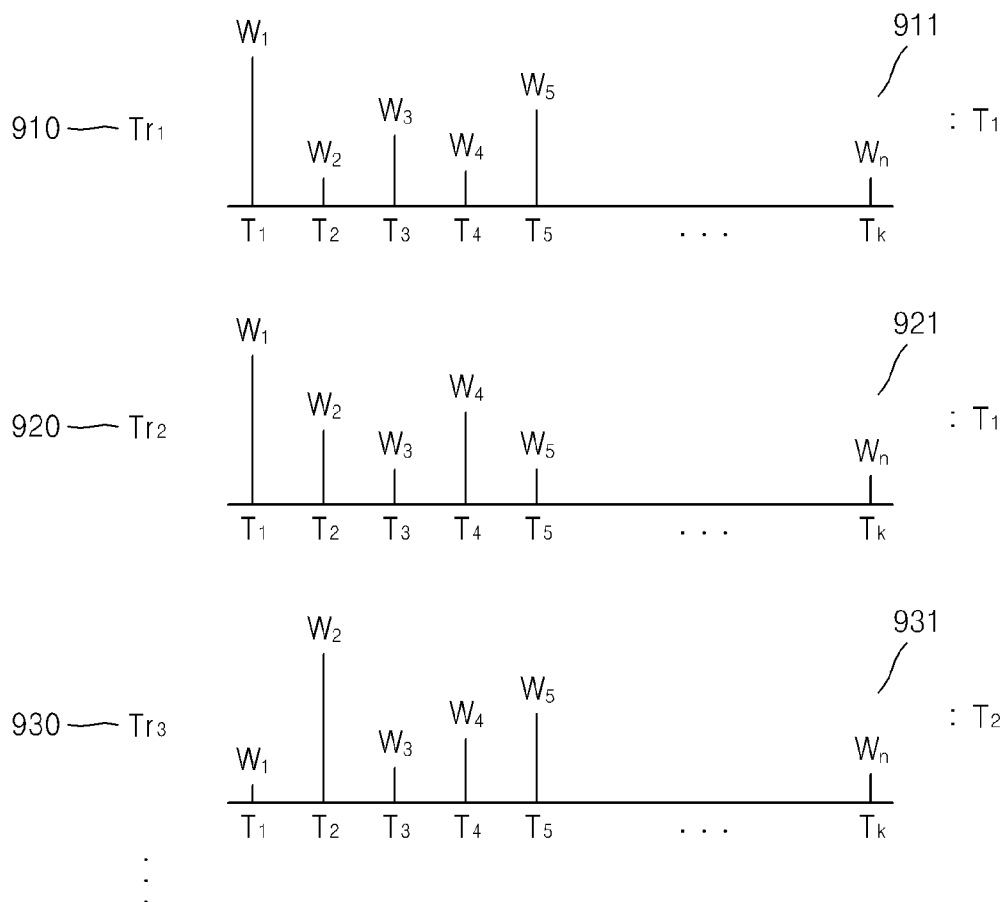 911
W₁ W₂ W₃ W₄ W₅ Wₙ
910 Tr₁ : T₁
T₁ T₂ T₃ T₄ T₅ . . . Tₖ
921
W₁ W₂ W₃ W₄ W₅ Wₙ
920 Tr₂ : T₁
T₁ T₂ T₃ T₄ T₅ . . . Tₖ
931
W₁ W₂ W₃ W₄ W₅ Wₙ
930 Tr₃ : T₂
T₁ T₂ T₃ T₄ T₅ . . . Tₖ
. . .